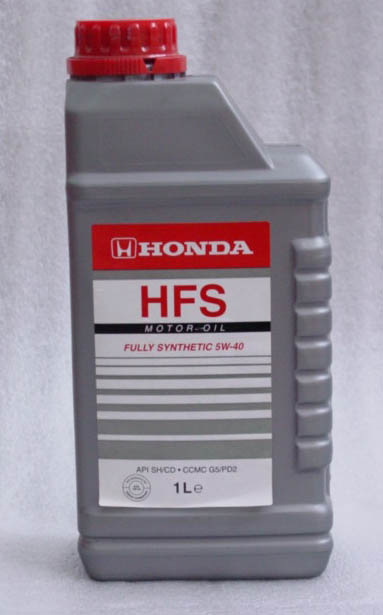 HONDA
HFS
MOTOR OIL
FULLY SYNTHETIC 5W-40
API SH/CD • CCMC G5/PD2
1L e